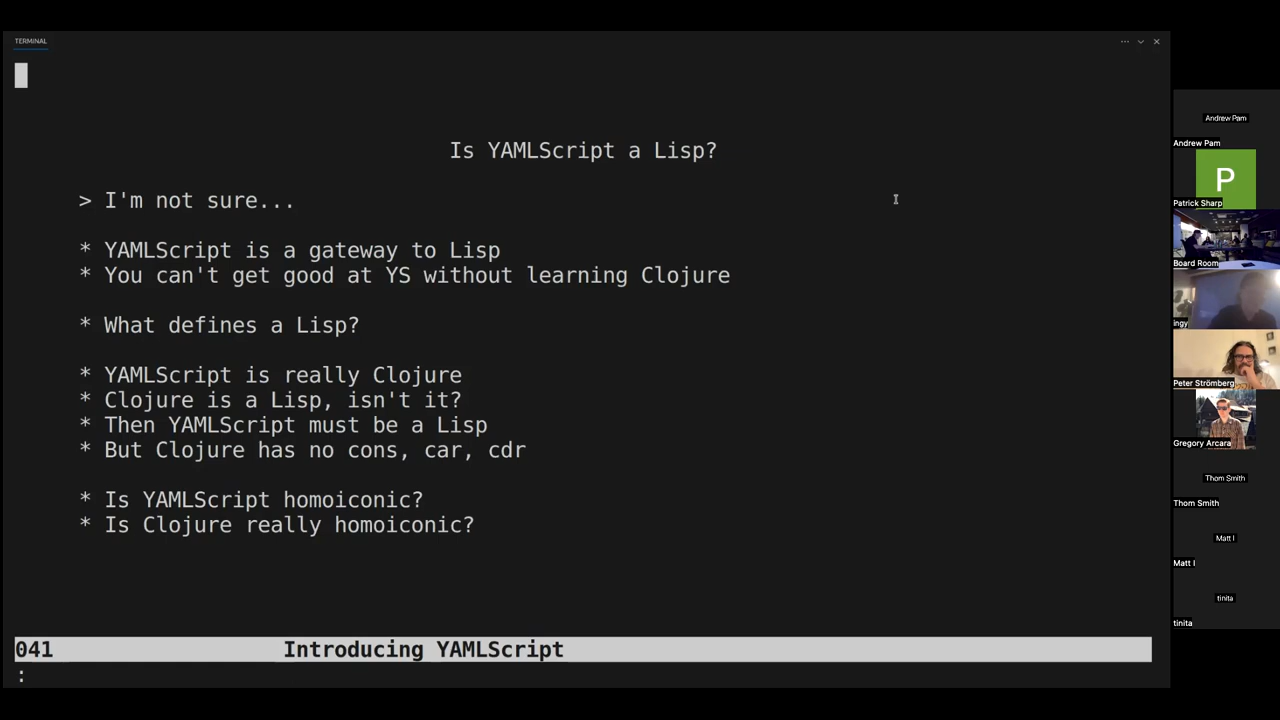 TERMINAL
Is YAMLScript a Lisp?
> I'm not sure...
* YAMLScript is a gateway to Lisp
* You can't get good at YS without learning Clojure
* What defines a Lisp?
* YAMLScript is really Clojure
* Clojure is a Lisp, isn't it?
* Then YAMLScript must be a Lisp
* But Clojure has no cons, car, cdr
* Is YAMLScript homoiconic?
* Is Clojure really homoiconic?
041 Introducing YAMLScript
:
Andrew Pam
Andrew Pam
P
Patrick Sharp
Board Room
ingy
Peter Strömberg
Gregory Arcara
Thom Smith
Thom Smith
Matt I
Matt I
tinita
tinita